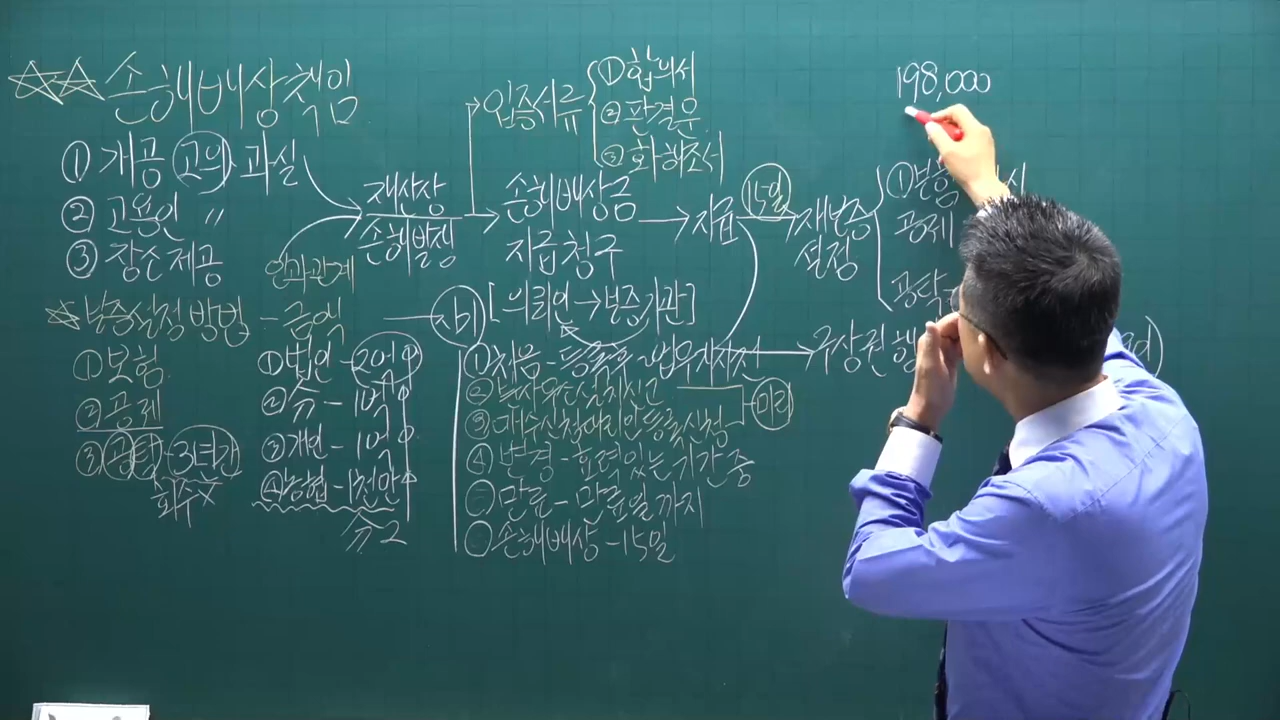 ☆☆ 손해배상책임
① 개공 고의, 과실
② 고용인 〃
③ 장소제공
인과관계
재산상
손해발생
입증서류
① 합의서
② 판결문
③ 화해조서
손해배상금
지급청구
[의뢰인→보증기관]
지급
15일
재보증
설정
①
공제
공탁
구상권
198,000
☆ 보증설정 방법 - 금액
시기
① 보험
② 공제
③ 공탁 - 3년간
회수 X
① 법인 - 2억↑
② 分 - 1억↑
③ 개인 - 1억↑
④ 농협 - 1천만↑
分 2
① 처음 - 등록후~업무개시전
② 분사무소설치신고
③ 매수신청대리인등록신청
미리
④ 변경 - 효력있는 기간 중
만료 - 만료일까지
손해배상 - 15일